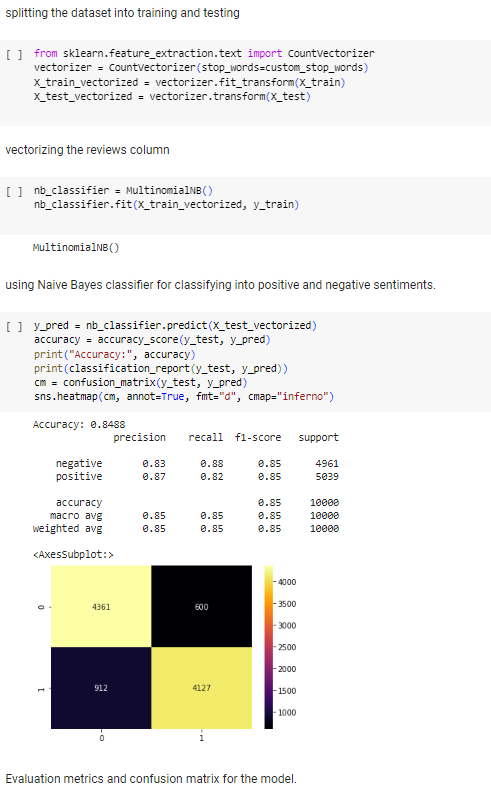 splitting the dataset into training and testing
[ ] from sklearn.feature_extraction.text import CountVectorizer
vectorizer = CountVectorizer(stop_words=custom_stop_words)
X_train_vectorized = vectorizer.fit_transform(X_train)
X_test_vectorized = vectorizer.transform(X_test)
vectorizing the reviews column
[ ] nb_classifier = MultinomialNB()
nb_classifier.fit(X_train_vectorized, y_train)
MultinomialNB()
using Naive Bayes classifier for classifying into positive and negative sentiments.
[ ] y_pred = nb_classifier.predict(X_test_vectorized)
accuracy = accuracy_score(y_test, y_pred)
print("Accuracy:", accuracy)
print(classification_report(y_test, y_pred))
cm = confusion_matrix(y_test, y_pred)
sns.heatmap(cm, annot=True, fmt="d", cmap="inferno")
Accuracy: 0.8488
precision recall f1-score support
negative 0.83 0.88 0.85 4961
positive 0.87 0.82 0.85 5039
accuracy 0.85 10000
macro avg 0.85 0.85 0.85 10000
weighted avg 0.85 0.85 0.85 10000
<AxesSubplot:>
4000
0 4361 600 3500
3000
2500
2000
1 912 4127 1500
1000
0 1
Evaluation metrics and confusion matrix for the model.